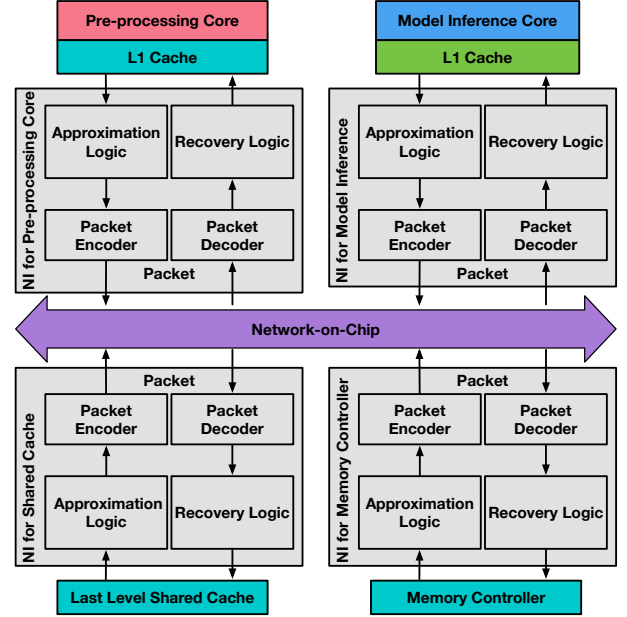 Pre-processing Core
L1 Cache
NI for Pre-processing Core
Approximation
Logic
Recovery Logic
Packet
Encoder
Packet
Decoder
Packet
Model Inference Core
L1 Cache
NI for Model Inference
Approximation
Logic
Recovery Logic
Packet
Encoder
Packet
Decoder
Packet
Network-on-Chip
NI for Shared Cache
Packet
Packet
Encoder
Packet
Decoder
Approximation
Logic
Recovery Logic
Last Level Shared Cache
NI for Memory Controller
Packet
Packet
Encoder
Packet
Decoder
Approximation
Logic
Recovery Logic
Memory Controller